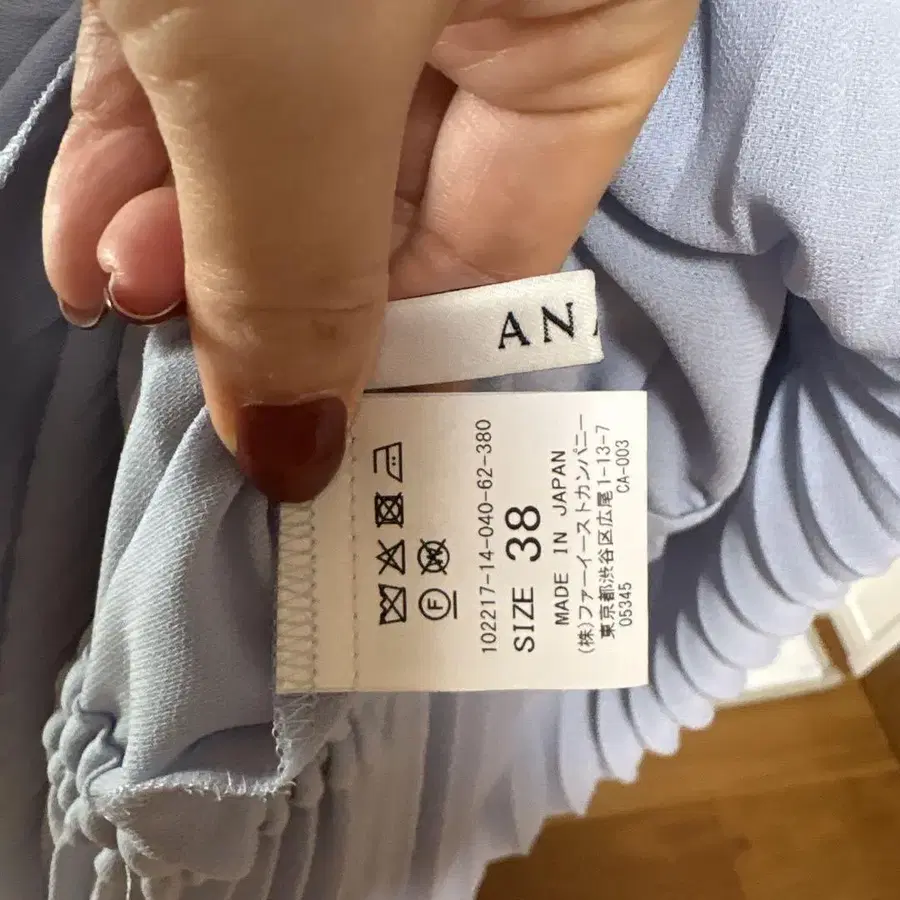 ANA
F
102217-14-040-62-380
SIZE 38
MADE IN JAPAN
(株)ファーイーストカンパニー
東京都渋谷区広尾1-13-7
05345 CA-003